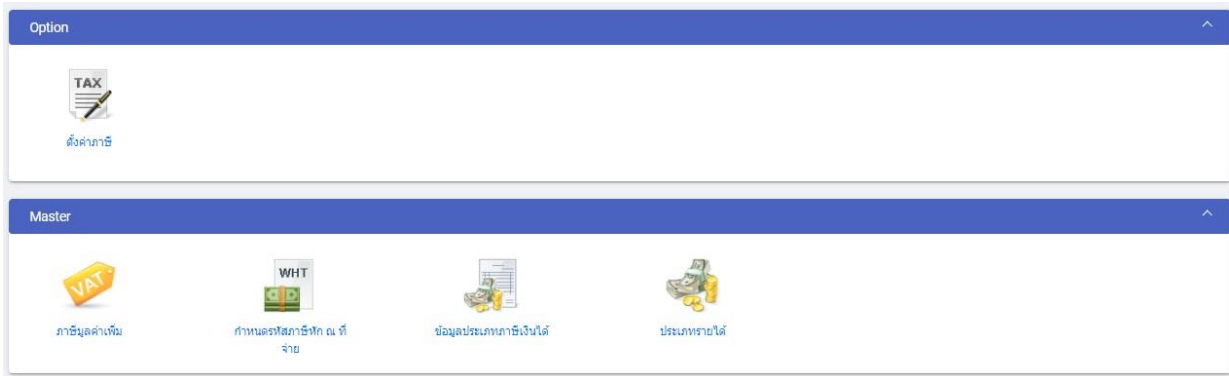 Option
TAX
ตั้งค่าภาษี
Master
VAT
WHT
ภาษีมูลค่าเพิ่ม
กำหนดรหัสภาษีหัก ณ ที่
จ่าย
ข้อมูลประเภทภาษีเงินได้
ประเภทรายได้